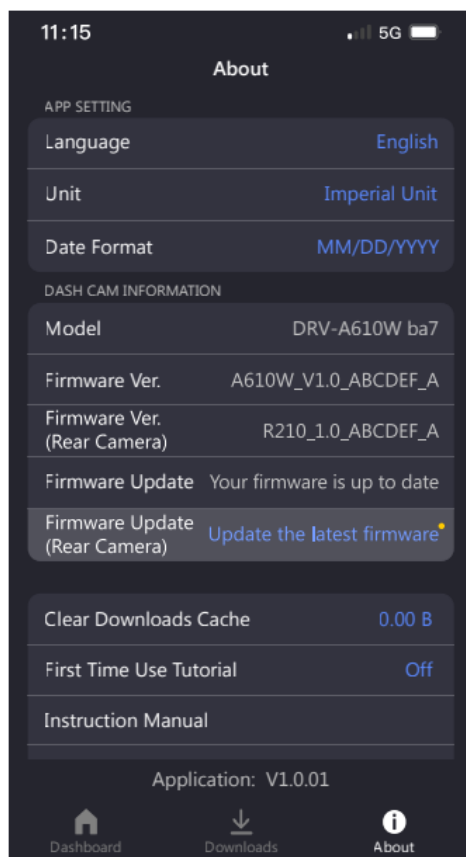 11:15 5G
About
APP SETTING
Language English
Unit Imperial Unit
Date Format MM/DD/YYYY
DASH CAM INFORMATION
Model DRV-A610W ba7
Firmware Ver. A610W_V1.0_ABCDEF_A
Firmware Ver.
(Rear Camera) R210_1.0_ABCDEF_A
Firmware Update Your firmware is up to date
Firmware Update
(Rear Camera) Update the latest firmware
Clear Downloads Cache 0.00 B
First Time Use Tutorial Off
Instruction Manual
Application: V1.0.01
Dashboard Downloads About